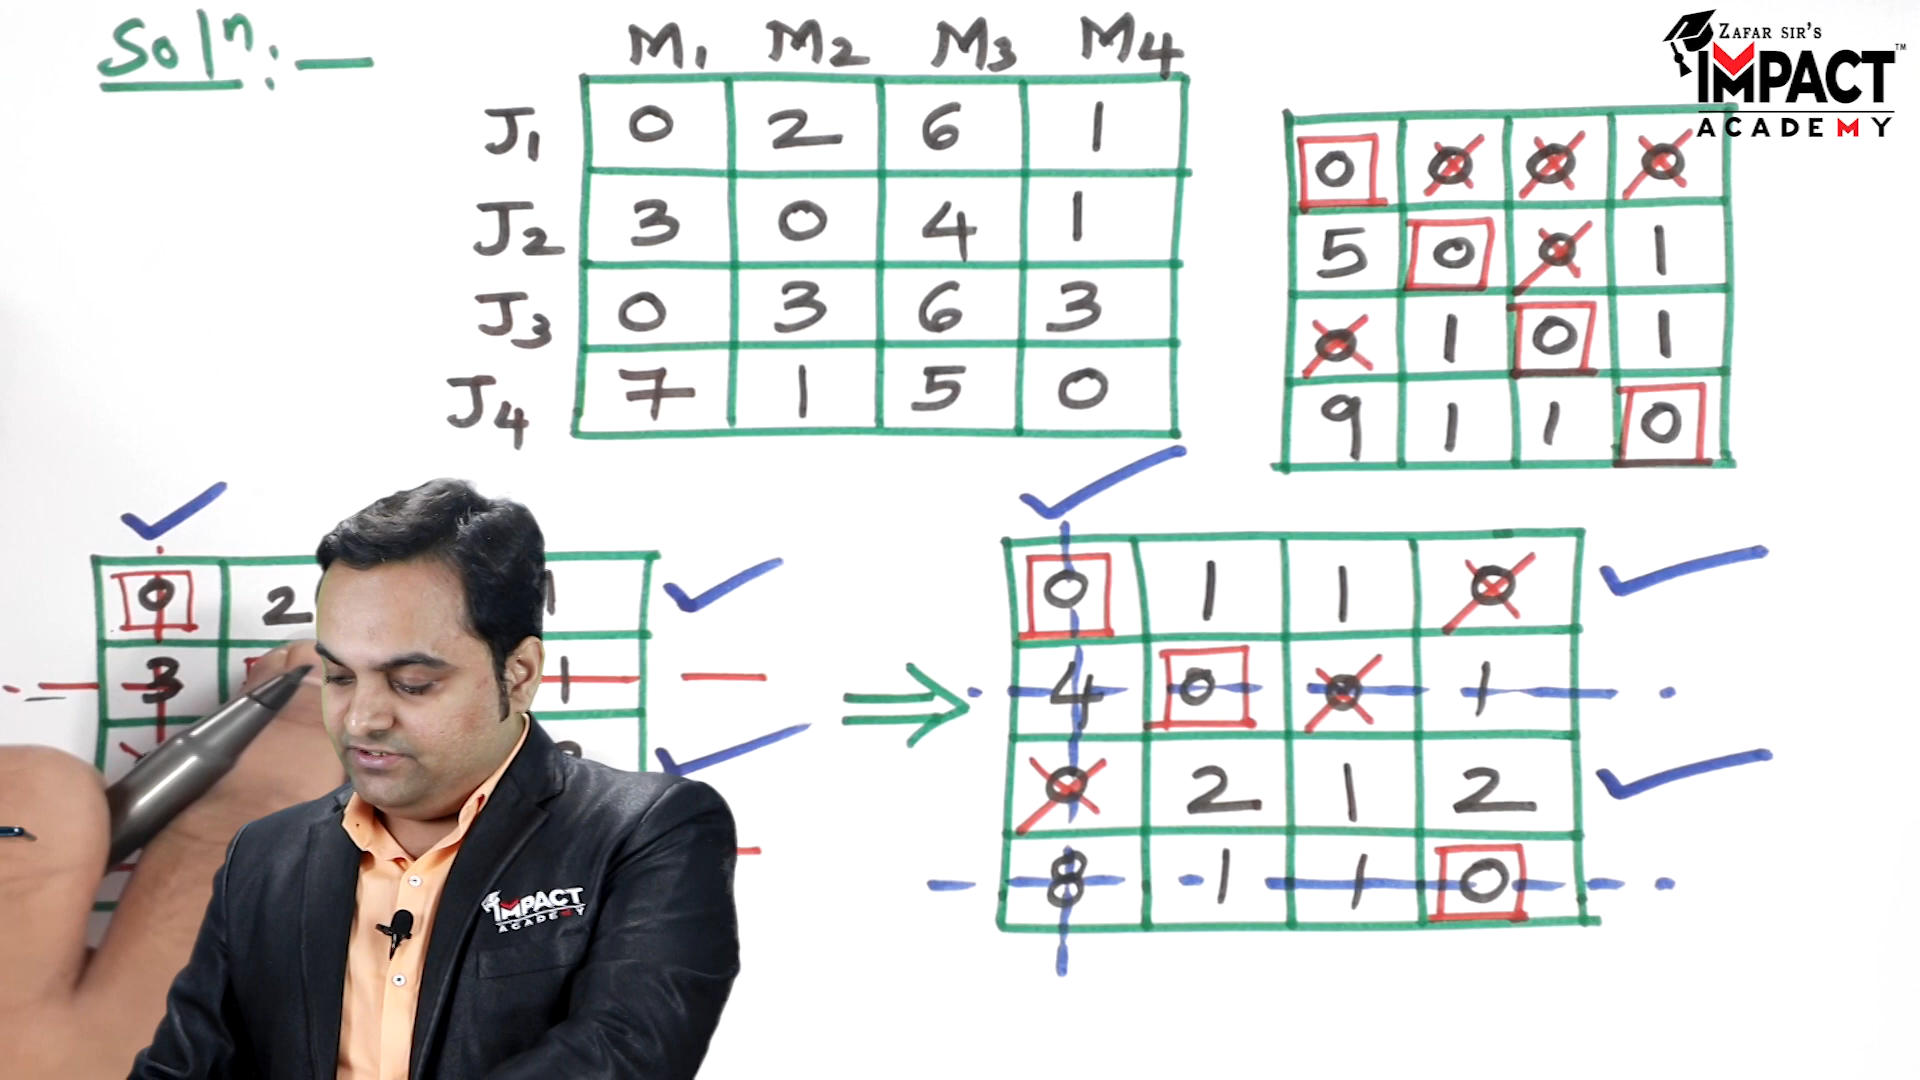 Solⁿ:—
M₁ M₂ M₃ M₄
J₁ 0 2 6 1
J₂ 3 0 4 1
J₃ 0 3 6 3
J₄ 7 1 5 0
ZAFAR SIR'S
IMPACT™
ACADEMY
0 0 0 0
5 0 0 1
0 1 0 1
9 1 1 0
0 2 1
3 1
0 1 1 0
4 0 0 1
0 2 1 2
8 1 1 0
IMPACT
ACADEMY